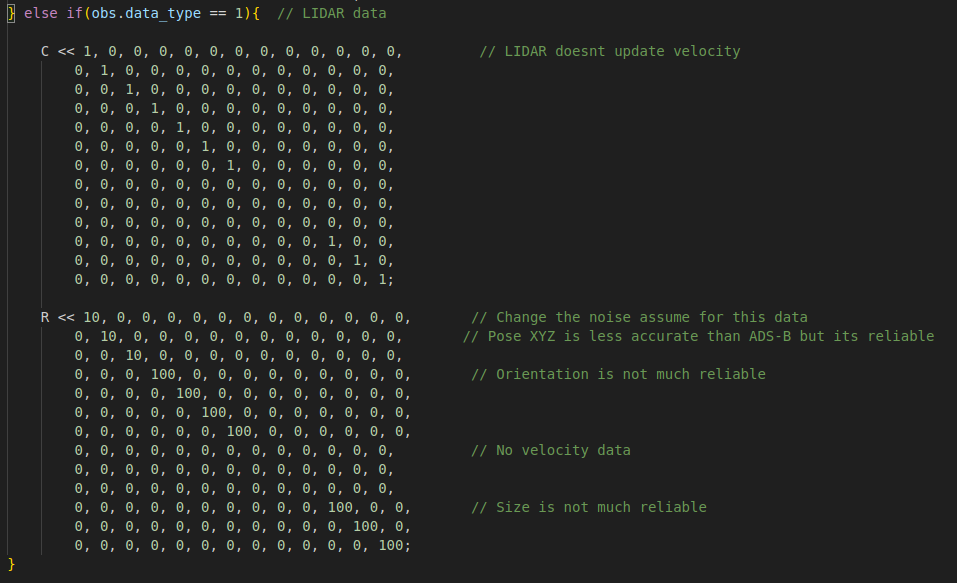 } else if(obs.data_type == 1){  // LIDAR data
C << 1, 0, 0, 0, 0, 0, 0, 0, 0, 0, 0, 0, 0,         // LIDAR doesnt update velocity
0, 1, 0, 0, 0, 0, 0, 0, 0, 0, 0, 0, 0,
0, 0, 1, 0, 0, 0, 0, 0, 0, 0, 0, 0, 0,
0, 0, 0, 1, 0, 0, 0, 0, 0, 0, 0, 0, 0,
0, 0, 0, 0, 1, 0, 0, 0, 0, 0, 0, 0, 0,
0, 0, 0, 0, 0, 1, 0, 0, 0, 0, 0, 0, 0,
0, 0, 0, 0, 0, 0, 1, 0, 0, 0, 0, 0, 0,
0, 0, 0, 0, 0, 0, 0, 0, 0, 0, 0, 0, 0,
0, 0, 0, 0, 0, 0, 0, 0, 0, 0, 0, 0, 0,
0, 0, 0, 0, 0, 0, 0, 0, 0, 0, 0, 0, 0,
0, 0, 0, 0, 0, 0, 0, 0, 0, 0, 1, 0, 0,
0, 0, 0, 0, 0, 0, 0, 0, 0, 0, 0, 1, 0,
0, 0, 0, 0, 0, 0, 0, 0, 0, 0, 0, 0, 1;
R << 10, 0, 0, 0, 0, 0, 0, 0, 0, 0, 0, 0, 0,       // Change the noise assume for this data
0, 10, 0, 0, 0, 0, 0, 0, 0, 0, 0, 0, 0,       // Pose XYZ is less accurate than ADS-B but its reliable
0, 0, 10, 0, 0, 0, 0, 0, 0, 0, 0, 0, 0,
0, 0, 0, 100, 0, 0, 0, 0, 0, 0, 0, 0, 0,       // Orientation is not much reliable
0, 0, 0, 0, 100, 0, 0, 0, 0, 0, 0, 0, 0,
0, 0, 0, 0, 0, 100, 0, 0, 0, 0, 0, 0, 0,
0, 0, 0, 0, 0, 0, 100, 0, 0, 0, 0, 0, 0,
0, 0, 0, 0, 0, 0, 0, 0, 0, 0, 0, 0, 0,         // No velocity data
0, 0, 0, 0, 0, 0, 0, 0, 0, 0, 0, 0, 0,
0, 0, 0, 0, 0, 0, 0, 0, 0, 0, 0, 0, 0,
0, 0, 0, 0, 0, 0, 0, 0, 0, 0, 100, 0, 0,       // Size is not much reliable
0, 0, 0, 0, 0, 0, 0, 0, 0, 0, 0, 100, 0,
0, 0, 0, 0, 0, 0, 0, 0, 0, 0, 0, 0, 100;
}